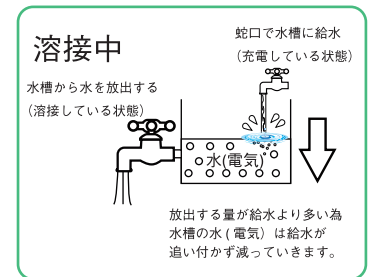 溶接中
蛇口で水槽に給水
（充電している状態）
水槽から水を放出する
（溶接している状態）
水(電気)
放出する量が給水より多い為
水槽の水 ( 電気）は給水が
追い付かず減っていきます。